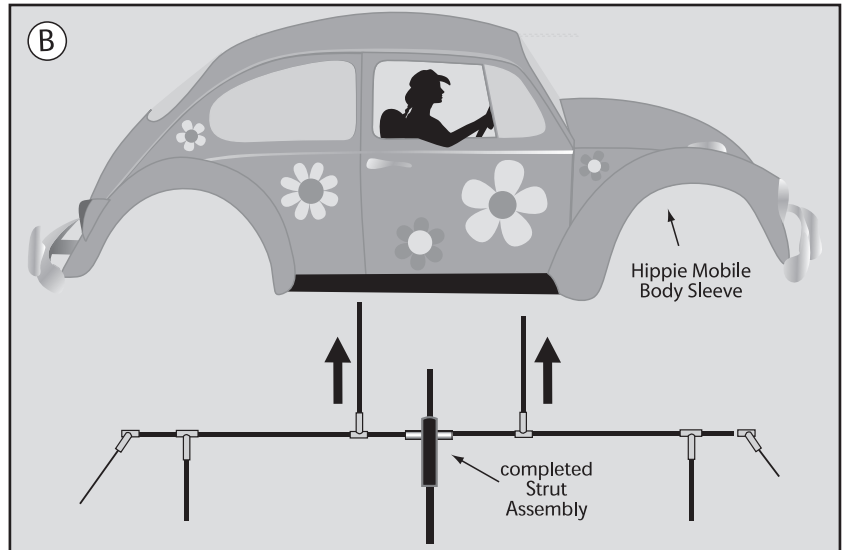 B
Hippie Mobile
Body Sleeve
completed
Strut
Assembly